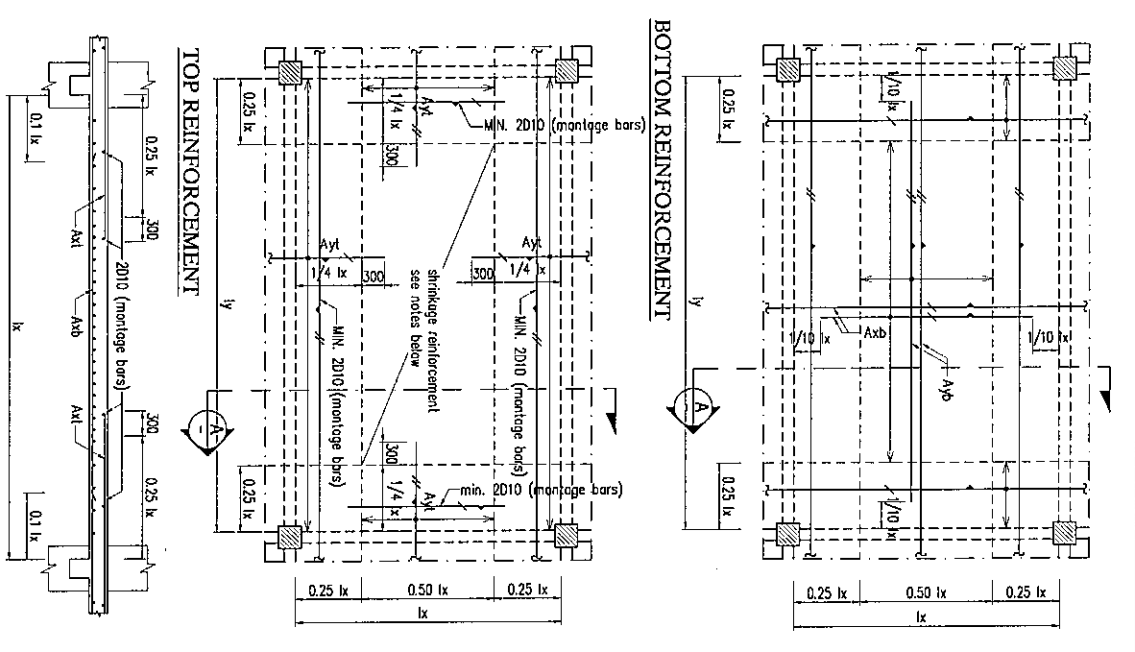 BOTTOM REINFORCEMENT
1/10 lx
0.25 lx
1/10 lx
1/10 lx
Axb
Ayb
ly
A
1/10 lx
0.25 lx
0.25 lx
0.50 lx
0.25 lx
lx
TOP REINFORCEMENT
Ayt
1/4 lx
300
MIN. 2D10 (montage bars)
0.25 lx
Ayt
1/4 lx
300
Ayt
300
1/4 lx
shrinkage reinforcement
see notes below
MIN. 2D10 (montage bars)
MIN. 2D10 (montage bars)
ly
A
300
Ayt
1/4 lx
min. 2D10 (montage bars)
0.25 lx
0.25 lx
0.50 lx
0.25 lx
lx
0.25 lx
300
0.1 lx
Axt
2D10 (montage bars)
Axb
Axt
300
0.25 lx
0.1 lx
lx